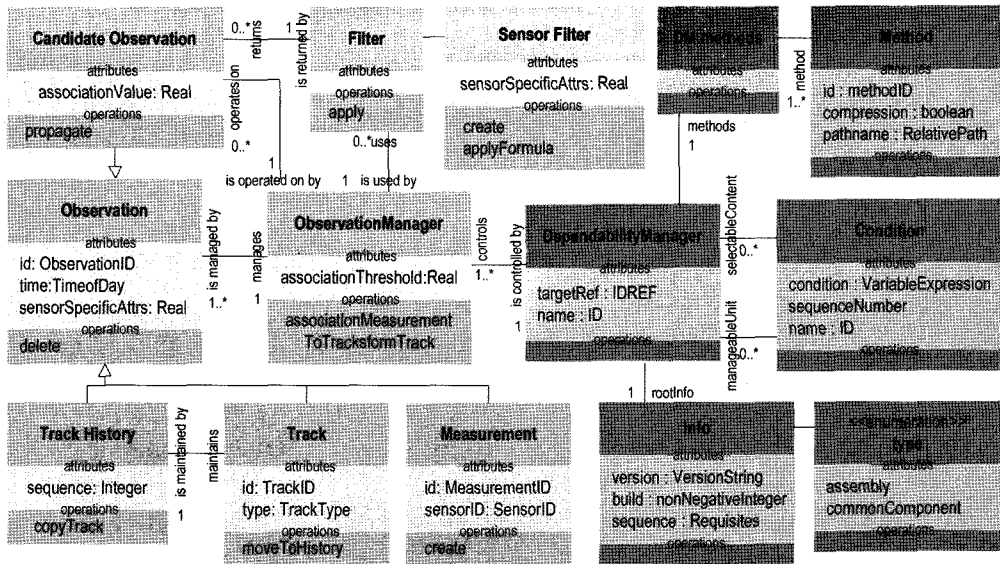 Candidate Observation
attributes
associationValue: Real
operations
propagate
0..*
returns
1
is returned by
Filter
attributes
operations
apply
Sensor Filter
attributes
sensorSpecificAttrs: Real
operations
create
applyFormula
DM.methods
attributes
operations
1..*
method
Method
attributes
id : methodID
compression : boolean
pathname : RelativePath
operations
operates on
0..*
1
is operated on by
0..*uses
1 is used by
methods
1
Observation
attributes
id: ObservationID
time:TimeofDay
sensorSpecificAttrs: Real
operations
delete
is managed by
1..*
manages
1
ObservationManager
attributes
associationThreshold:Real
operations
associationMeasurement
ToTracksformTrack
controls
1..*
is controlled by
1
DependabilityManager
attributes
targetRef : IDREF
name : ID
operations
selectableContent
0..*
manageableUnit
0..*
Condition
attributes
condition : VariableExpression
sequenceNumber
name : ID
operations
1 rootInfo
Track History
attributes
sequence: Integer
operations
copyTrack
is maintained by
1
maintains
Track
attributes
id: TrackID
type: TrackType
operations
moveToHistory
Measurement
attributes
id: MeasurementID
sensorID: SensorID
operations
create
Info
attributes
version : VersionString
build : nonNegativeInteger
sequence : Requisites
operations
<<enumeration>>
type
attributes
assembly
commonComponent
operations